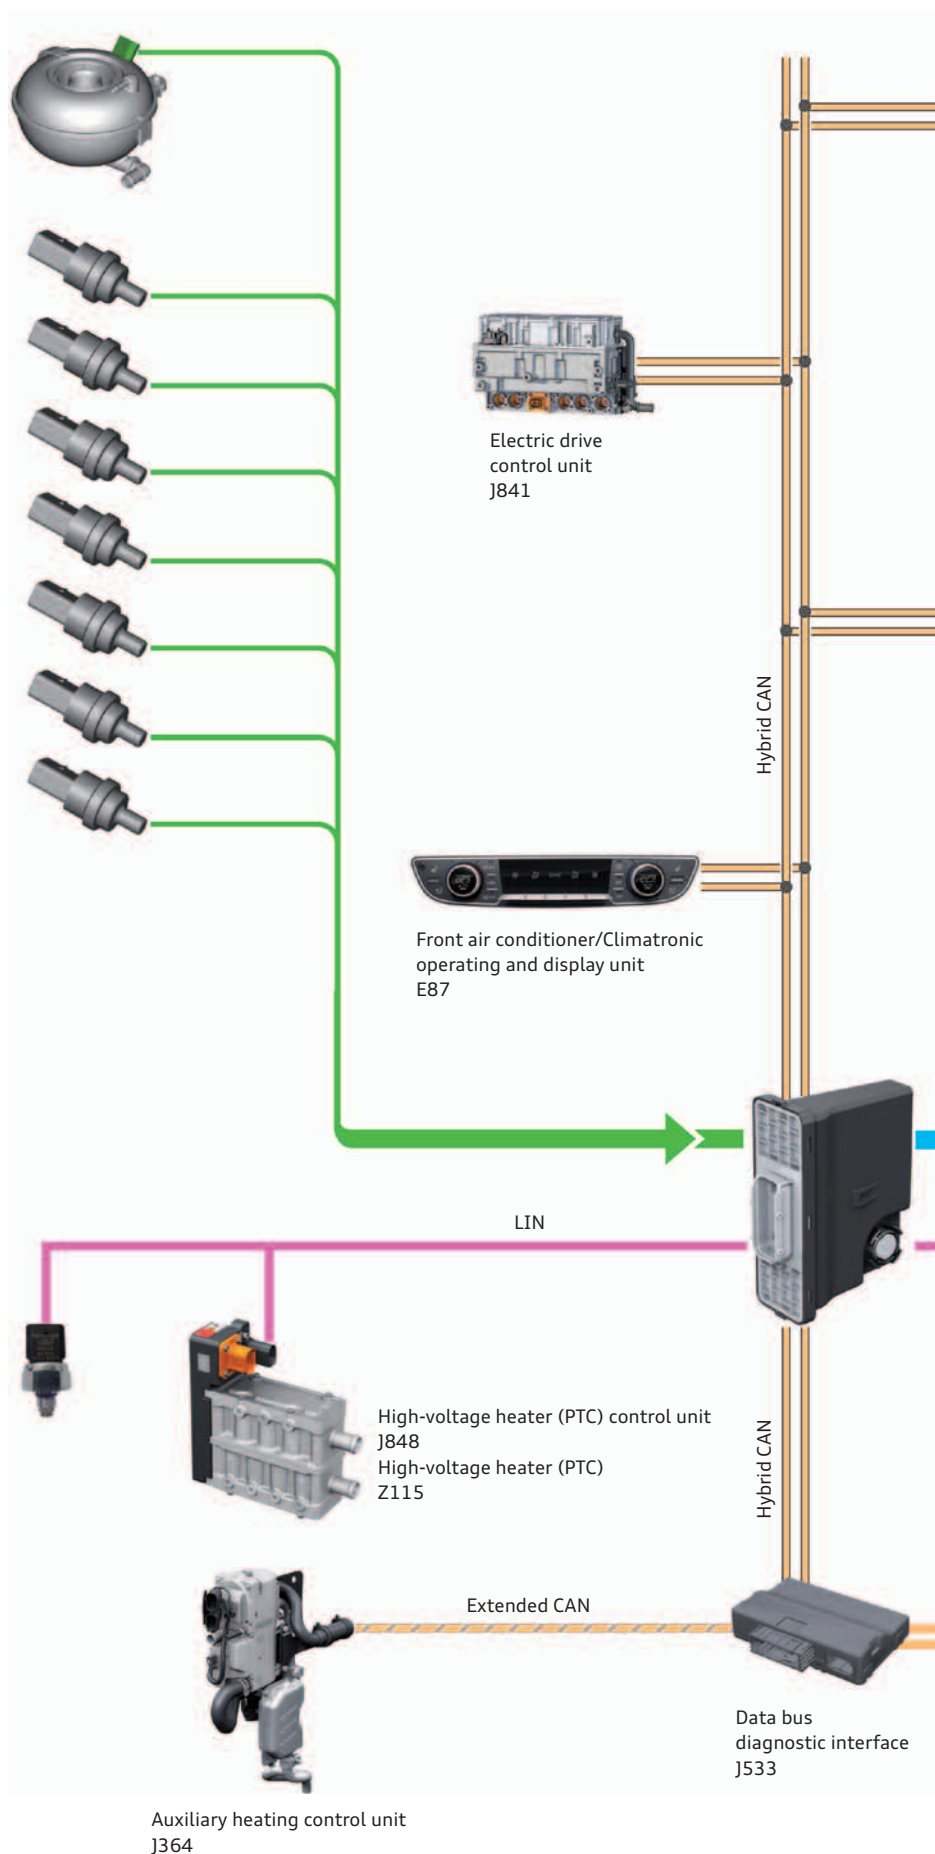 Electric drive
control unit
J841
Hybrid CAN
Front air conditioner/Climatronic
operating and display unit
E87
LIN
High-voltage heater (PTC) control unit
J848
High-voltage heater (PTC)
Z115
Hybrid CAN
Extended CAN
Data bus
diagnostic interface
J533
Auxiliary heating control unit
J364